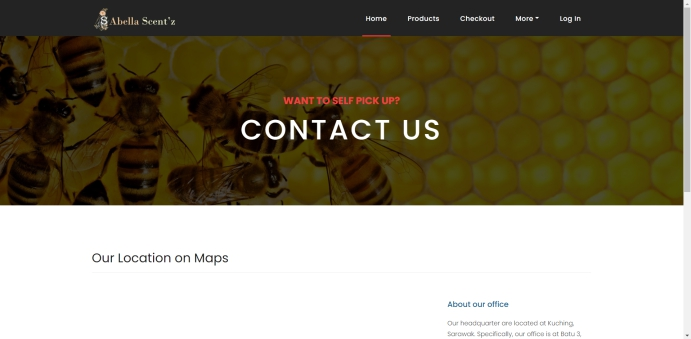 Abella Scent'z
Home
Products
Checkout
More
Log In
WANT TO SELF PICK UP?
CONTACT US
Our Location on Maps
About our office
Our headquarter are located at Kuching,
Sarawak. Specifically, our office is at Batu 3,